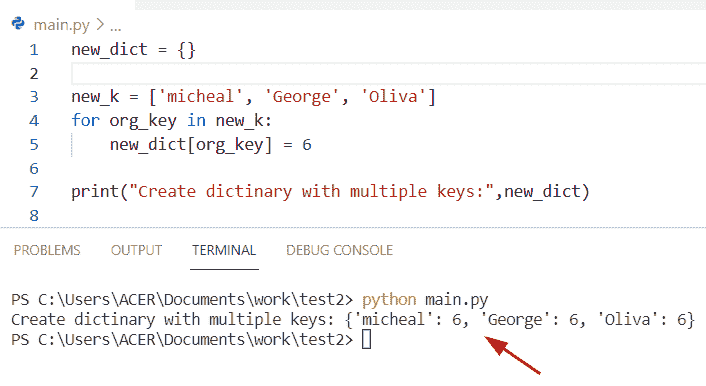 main.py > ...
1 new_dict = {}
2
3 new_k = ['micheal', 'George', 'Oliva']
4 for org_key in new_k:
5     new_dict[org_key] = 6
6
7 print("Create dictinary with multiple keys:",new_dict)
8
PROBLEMS OUTPUT TERMINAL DEBUG CONSOLE
PS C:\Users\ACER\Documents\work\test2> python main.py
Create dictinary with multiple keys: {'micheal': 6, 'George': 6, 'Oliva': 6}
PS C:\Users\ACER\Documents\work\test2>